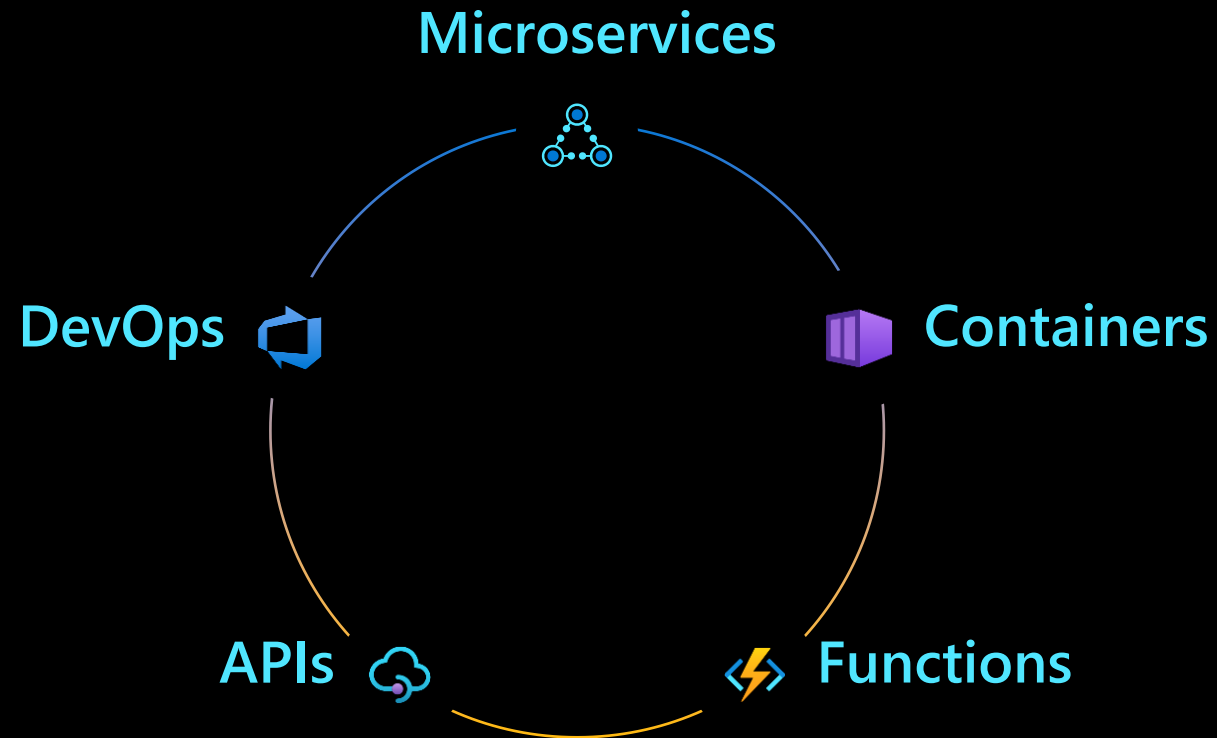 Microservices
DevOps
Containers
APIs
Functions